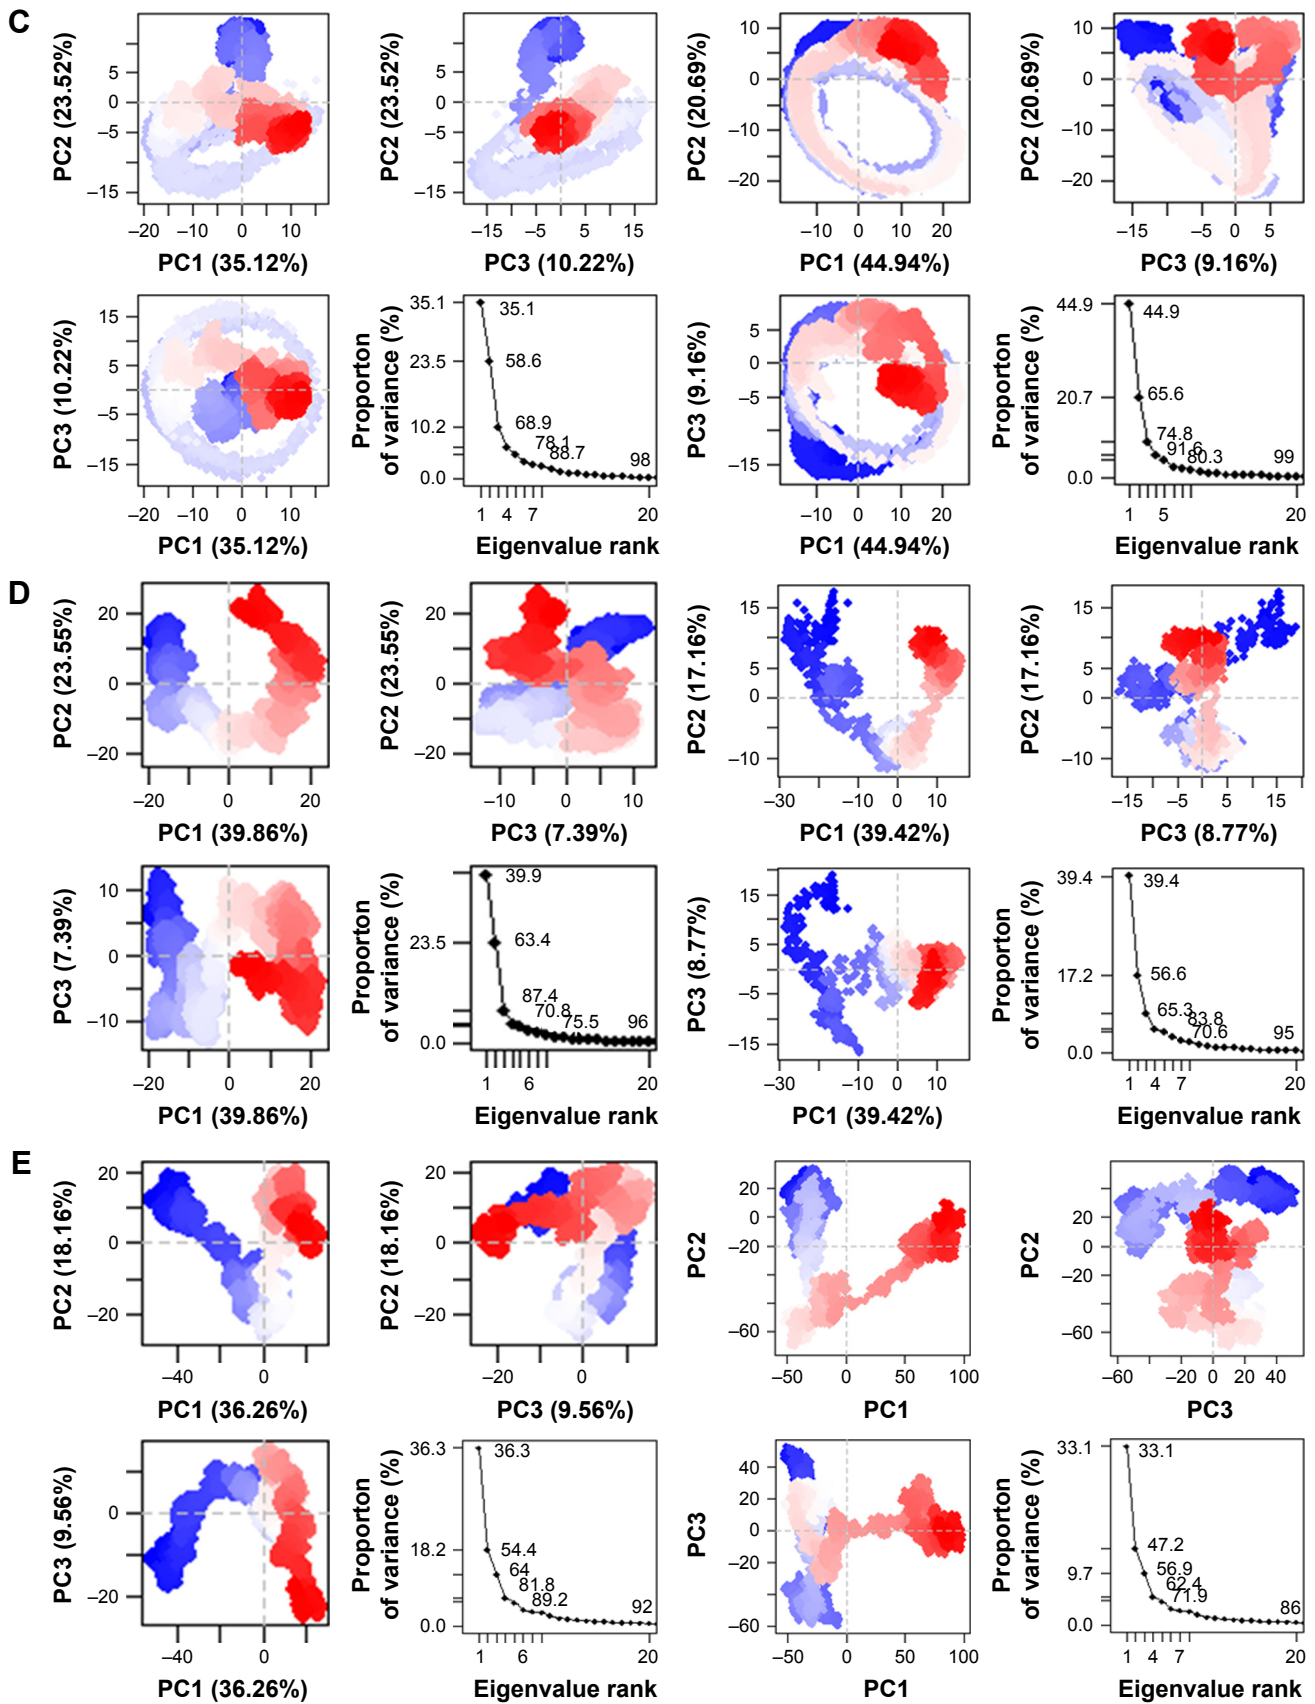 C
PC2 (23.52%)
5
0
–5
–15
–20 –10 0 10
PC1 (35.12%)
PC2 (23.52%)
5
0
–5
–15
–15 –5 5 15
PC3 (10.22%)
PC2 (20.69%)
10
0
–10
–20
–10 0 10 20
PC1 (44.94%)
PC2 (20.69%)
10
0
–10
–20
–15 –5 0 5
PC3 (9.16%)
PC3 (10.22%)
15
5
–5
–15
–20 –10 0 10
PC1 (35.12%)
Proporton
of variance (%)
35.1
23.5
10.2
0.0
35.1
58.6
68.9
78.1
88.7
98
1 4 7 20
Eigenvalue rank
PC3 (9.16%)
5
0
–5
–15
–10 0 10 20
PC1 (44.94%)
Proporton
of variance (%)
44.9
20.7
0.0
44.9
65.6
74.8
91.6
80.3
99
1 5 20
Eigenvalue rank
D
PC2 (23.55%)
20
0
–20
–20 0 20
PC1 (39.86%)
PC2 (23.55%)
20
0
–20
–10 0 10
PC3 (7.39%)
PC2 (17.16%)
15
5
0
–10
–30 –10 0 10
PC1 (39.42%)
PC2 (17.16%)
15
5
0
–10
–15 –5 5 15
PC3 (8.77%)
PC3 (7.39%)
10
0
–10
–20 0 20
PC1 (39.86%)
Proporton
of variance (%)
23.5
0.0
39.9
63.4
87.4
70.8
75.5
96
1 6 20
Eigenvalue rank
PC3 (8.77%)
15
5
–5
–15
–30 –10 0 10
PC1 (39.42%)
Proporton
of variance (%)
39.4
17.2
0.0
39.4
56.6
65.3
83.8
70.6
95
1 4 7 20
Eigenvalue rank
E
PC2 (18.16%)
20
0
–20
–40 0
PC1 (36.26%)
PC2 (18.16%)
20
0
–20
–20 0
PC3 (9.56%)
PC2
20
0
–20
–60
–50 0 50 100
PC1
PC2
20
0
–20
–60
–60 –20 0 20 40
PC3
PC3 (9.56%)
0
–20
–40 0
PC1 (36.26%)
Proporton
of variance (%)
36.3
18.2
0.0
36.3
54.4
64
81.8
89.2
92
1 6 20
Eigenvalue rank
PC3
40
20
0
–20
–60
–50 0 50 100
PC1
Proporton
of variance (%)
33.1
9.7
0.0
33.1
47.2
56.9
62.4
71.9
86
1 4 7 20
Eigenvalue rank